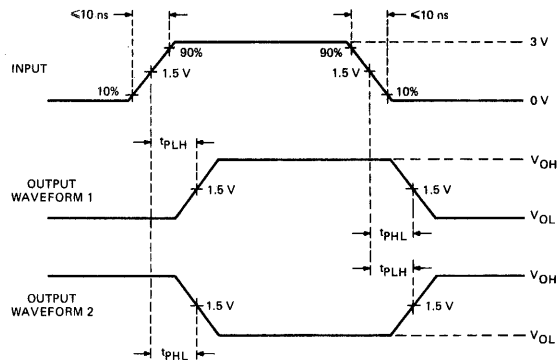 ≤10 ns
≤10 ns
3 V
90%
90%
INPUT
1.5 V
1.5 V
10%
10%
0 V
tPLH
VOH
OUTPUT
WAVEFORM 1
1.5 V
1.5 V
VOL
tPHL
tPLH
VOH
OUTPUT
WAVEFORM 2
1.5 V
1.5 V
VOL
tPHL